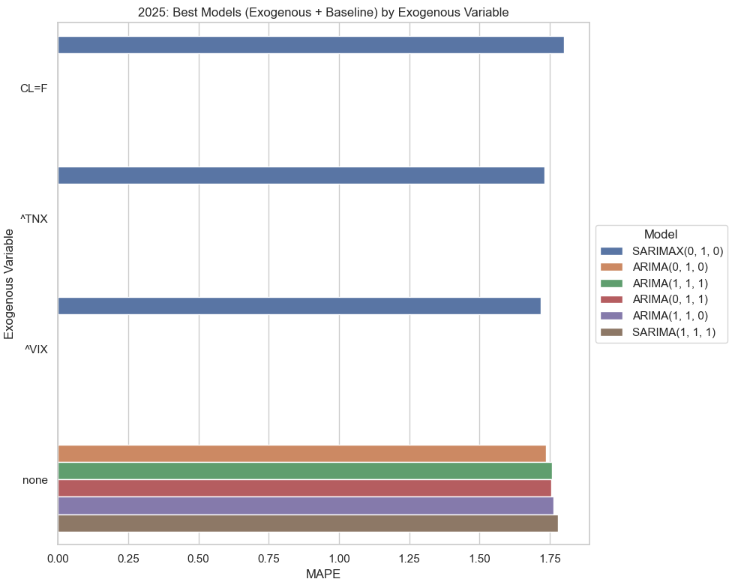 2025: Best Models (Exogenous + Baseline) by Exogenous Variable
Exogenous Variable
CL=F
^TNX
^VIX
none
0.00 0.25 0.50 0.75 1.00 1.25 1.50 1.75
MAPE
Model
SARIMAX(0, 1, 0)
ARIMA(0, 1, 0)
ARIMA(1, 1, 1)
ARIMA(0, 1, 1)
ARIMA(1, 1, 0)
SARIMA(1, 1, 1)